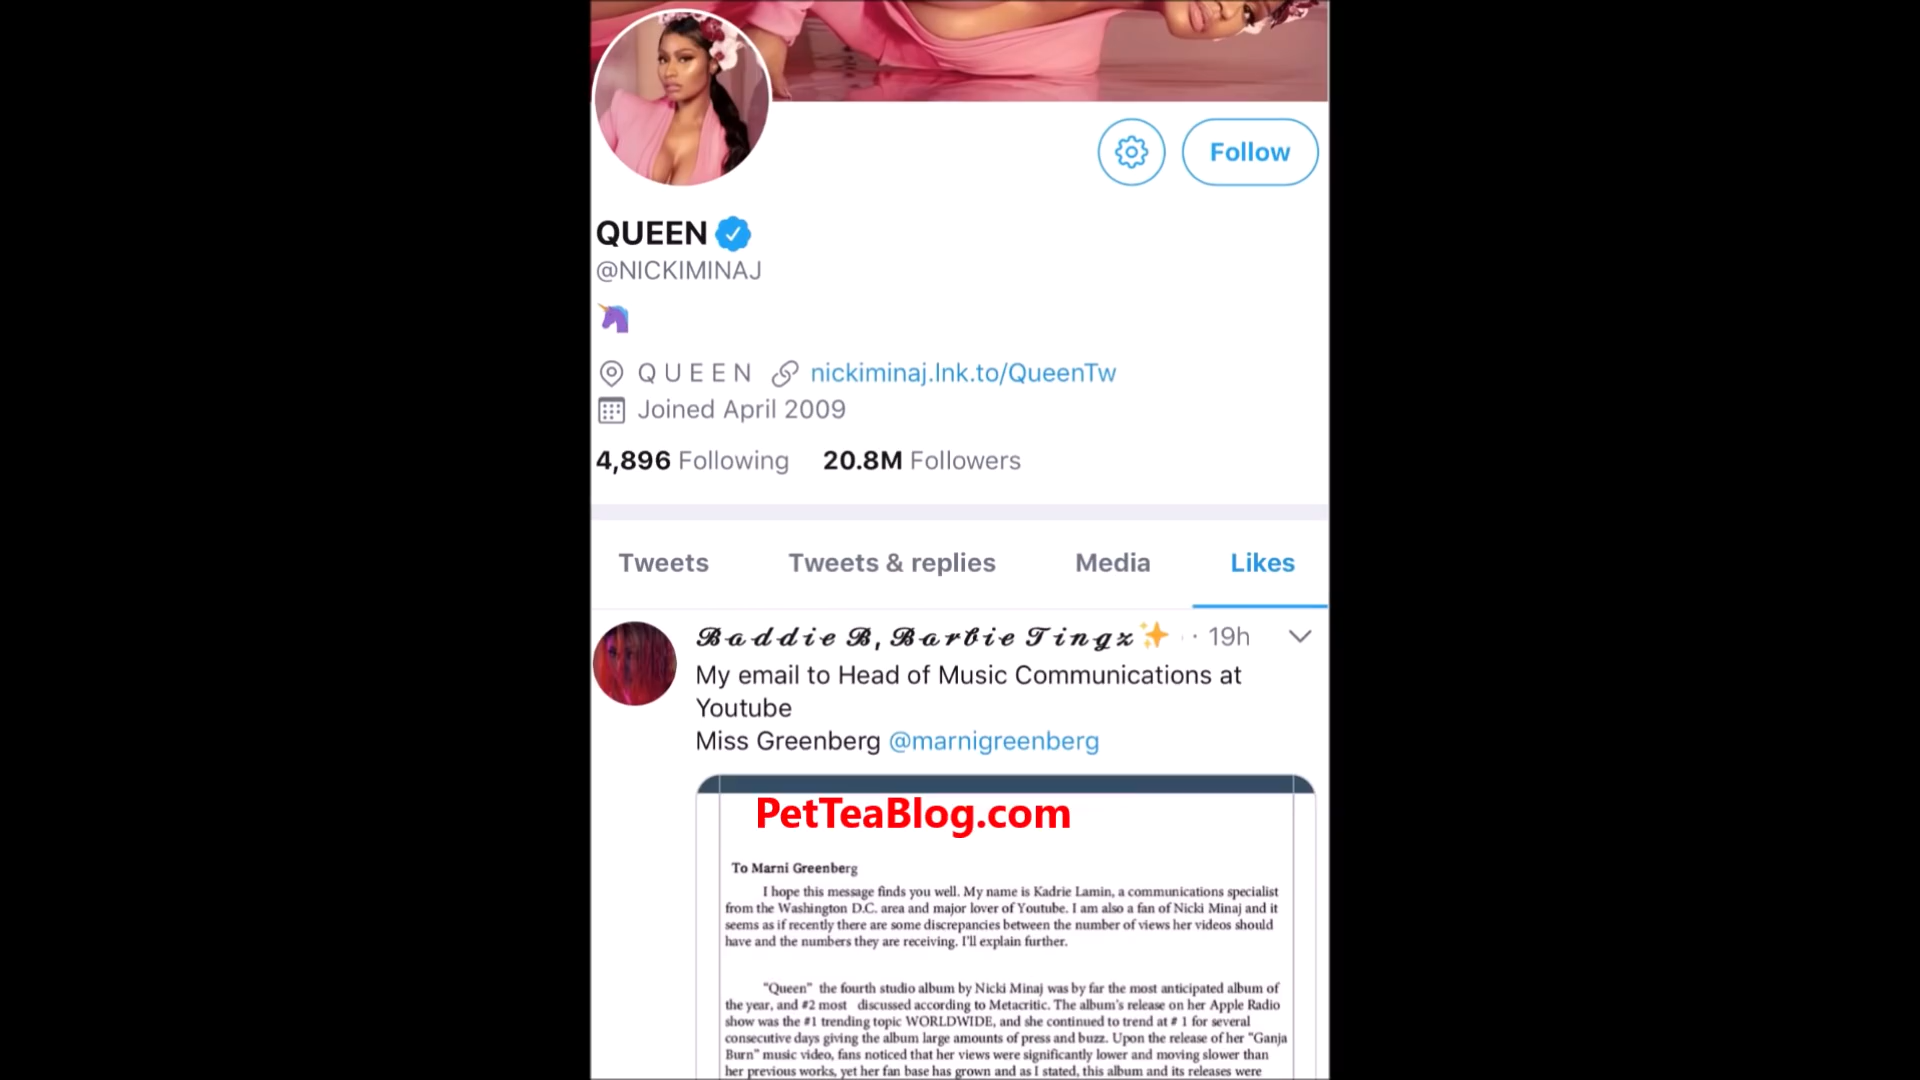 Follow
QUEEN
@NICKIMINAJ
Q U E E N nickiminaj.lnk.to/QueenTw
Joined April 2009
4,896 Following 20.8M Followers
Tweets Tweets & replies Media Likes
𝓑𝓪𝓭𝓭𝓲𝓮 𝓑, 𝓑𝓪𝓻𝓫𝓲𝓮 𝓣𝓲𝓷𝓰𝔃✨ · 19h
My email to Head of Music Communications at
Youtube
Miss Greenberg @marnigreenberg
PetTeaBlog.com
To Marni Greenberg
I hope this message finds you well. My name is Kadrie Lamin, a communications specialist
from the Washington D.C. area and major lover of Youtube. I am also a fan of Nicki Minaj and it
seems as if recently there are some discrepancies between the number of views her videos should
have and the numbers they are receiving. I'll explain further.
"Queen" the fourth studio album by Nicki Minaj was by far the most anticipated album of
the year, and #2 most discussed according to Metacritic. The album's release on her Apple Radio
show was the #1 trending topic WORLDWIDE, and she continued to trend at # 1 for several
consecutive days giving the album large amounts of press and buzz. Upon the release of her "Ganja
Burn" music video, fans noticed that her views were significantly lower and moving slower than
her previous works, yet her fan base has grown and as I stated, this album and its releases were